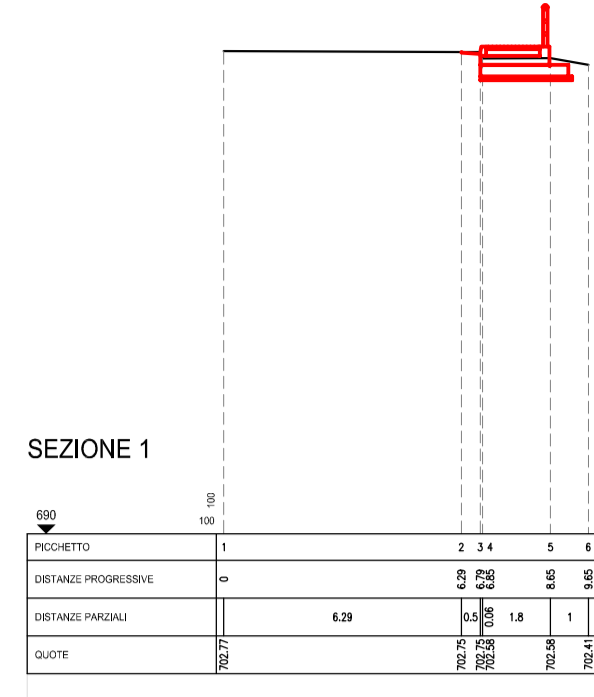 SEZIONE 1
690
100
100
PICCHETTO 1 2 3 4 5 6
DISTANZE PROGRESSIVE 0 6.29 6.79 6.85 8.65 9.65
DISTANZE PARZIALI 6.29 0.5 0.06 1.8 1
QUOTE 702.77 702.75 702.75 702.58 702.58 702.41